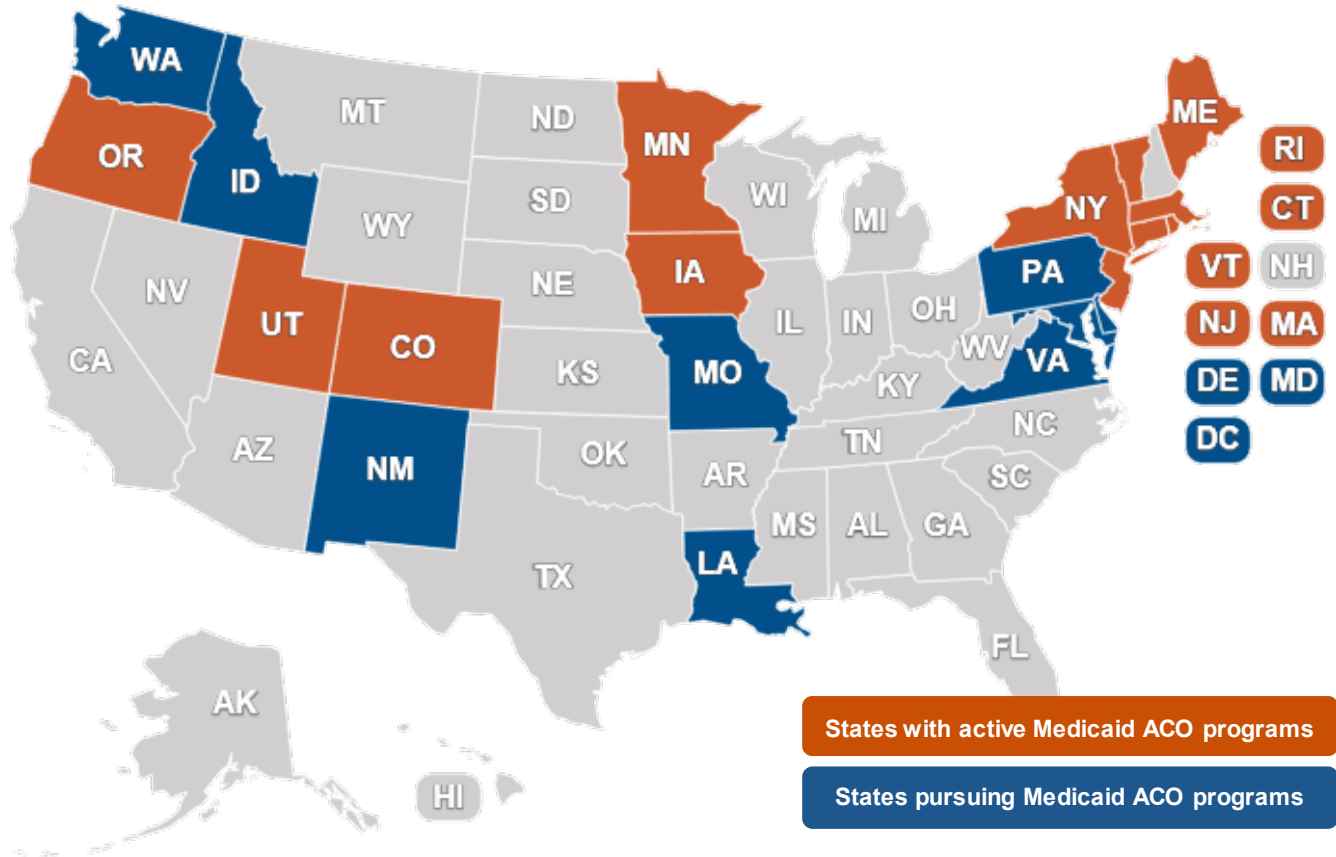 WA
MT
ND
MN
ME
OR
ID
SD
WI
MI
NY
RI
CT
WY
IA
PA
VT
NH
NV
NE
UT
CO
IL
IN
OH
NJ
MA
CA
KS
MO
WV
VA
DE
MD
KY
AZ
NM
OK
AR
TN
NC
DC
SC
MS
AL
GA
TX
LA
FL
AK
HI
States with active Medicaid ACO programs
States pursuing Medicaid ACO programs